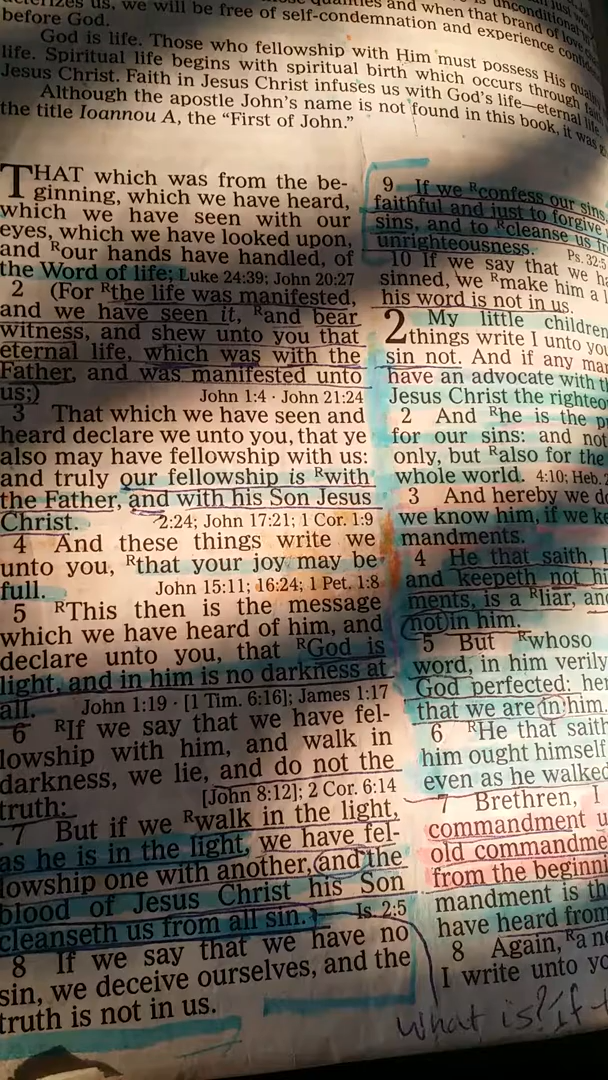 us, we will be free of self-condemnation and experience
before God.
God is life. Those who fellowship with Him must possess His
life. Spiritual life begins with spiritual birth which occurs through
Jesus Christ. Faith in Jesus Christ infuses us with God's life—eternal
Although the apostle John's name is not found in this book, it was
the title Ioannou A, the "First of John."
THAT which was from the be-
ginning, which we have heard,
which we have seen with our
eyes, which we have looked upon,
and ᴿour hands have handled, of
the Word of life; Luke 24:39; John 20:27
2 (For ᴿthe life was manifested,
and we have seen it, ᴿand bear
witness, and shew unto you that
eternal life, which was with the
Father, and was manifested unto
us;) John 1:4 · John 21:24
3 That which we have seen and
heard declare we unto you, that ye
also may have fellowship with us:
and truly our fellowship is ᴿwith
the Father, and with his Son Jesus
Christ. 2:24; John 17:21; 1 Cor. 1:9
4 And these things write we
unto you, ᴿthat your joy may be
full. John 15:11; 16:24; 1 Pet. 1:8
5 ᴿThis then is the message
which we have heard of him, and
declare unto you, that ᴿGod is
light, and in him is no darkness at
all. John 1:19 · [1 Tim. 6:16]; James 1:17
6 ᴿIf we say that we have fel-
lowship with him, and walk in
darkness, we lie, and do not the
truth: [John 8:12]; 2 Cor. 6:14
7 But if we ᴿwalk in the light,
as he is in the light, we have fel-
lowship one with another, and the
blood of Jesus Christ his Son
cleanseth us from all sin. Is. 2:5
8 If we say that we have no
sin, we deceive ourselves, and the
truth is not in us.
9 If we ᴿconfess our sins,
faithful and just to forgive
sins, and to ᴿcleanse us
unrighteousness. Ps. 32:5
10 If we say that we
sinned, we ᴿmake him a
his word is not in us.
2 My little children
things write I unto
sin not. And if any
have an advocate with
Jesus Christ the
2 And ᴿhe is the
for our sins: and not
only, but ᴿalso for the
whole world. 4:10; Heb.
3 And hereby we do
we know him, if we
mandments.
4 He that saith, I
and keepeth not
ments, is a ᴿliar,
not in him.
5 But ᴿwhoso
word, in him verily
God perfected:
that we are in him.
6 ᴿHe that saith
him ought himself
even as he walked
7 Brethren, I
commandment
old
from the
mandment is
have heard from
8 Again, ᴿa
I write unto
what is? if